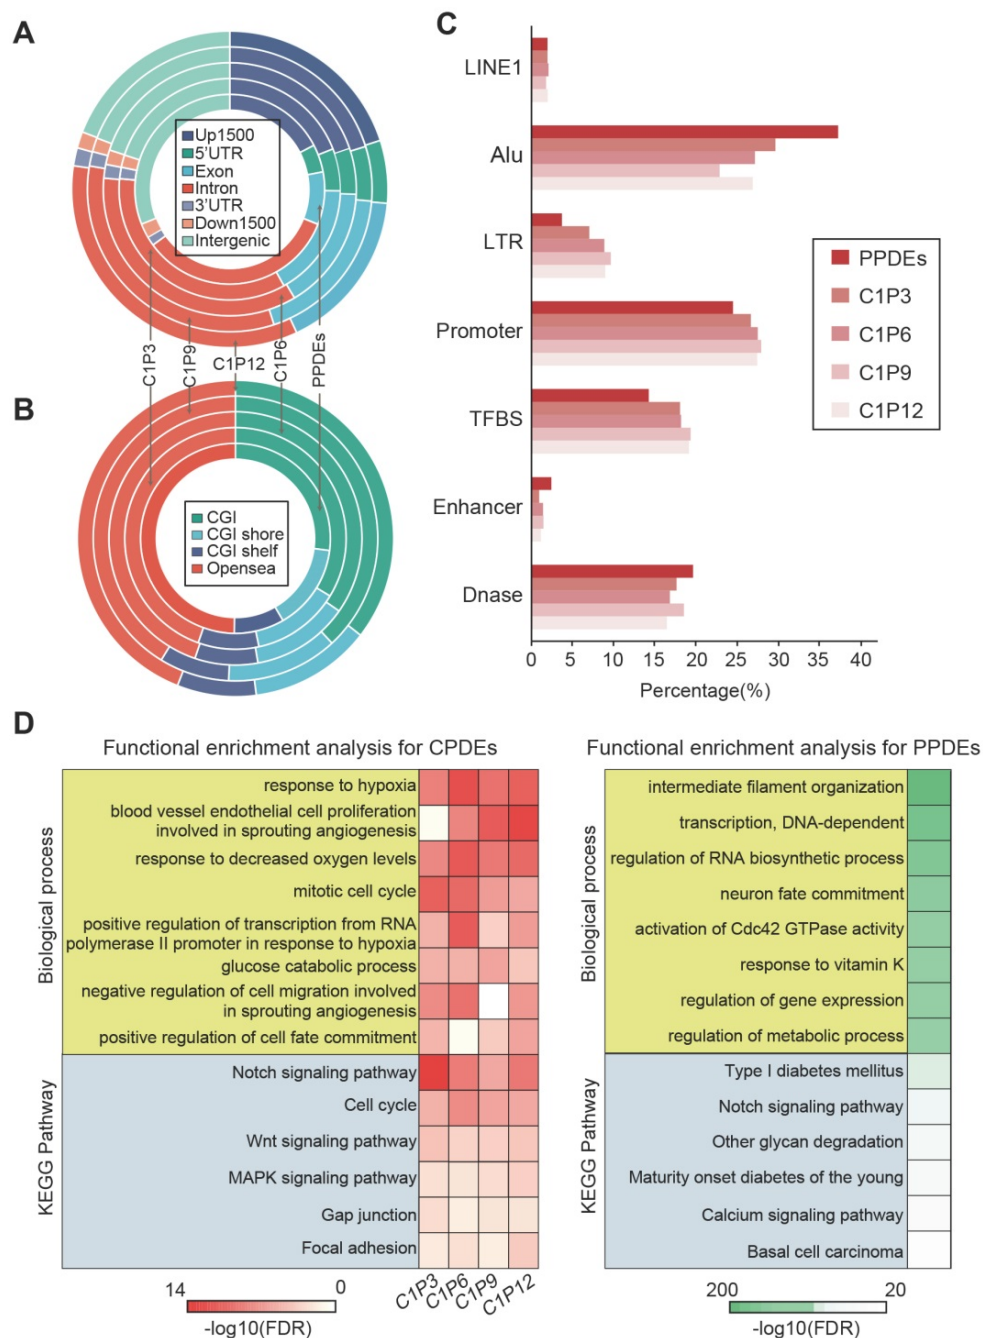 A
Up1500
5'UTR
Exon
Intron
3'UTR
Down1500
Intergenic
C1P3
C1P9
C1P12
C1P6
PPDEs
B
CGI
CGI shore
CGI shelf
Opensea
C
LINE1
Alu
LTR
Promoter
TFBS
Enhancer
Dnase
PPDEs
C1P3
C1P6
C1P9
C1P12
0 5 10 15 20 25 30 35 40
Percentage(%)
D
Functional enrichment analysis for CPDEs
Biological process
response to hypoxia
blood vessel endothelial cell proliferation
involved in sprouting angiogenesis
response to decreased oxygen levels
mitotic cell cycle
positive regulation of transcription from RNA
polymerase II promoter in response to hypoxia
glucose catabolic process
negative regulation of cell migration involved
in sprouting angiogenesis
positive regulation of cell fate commitment
KEGG Pathway
Notch signaling pathway
Cell cycle
Wnt signaling pathway
MAPK signaling pathway
Gap junction
Focal adhesion
C1P3 C1P6 C1P9 C1P12
14 0
-log10(FDR)
Functional enrichment analysis for PPDEs
Biological process
intermediate filament organization
transcription, DNA-dependent
regulation of RNA biosynthetic process
neuron fate commitment
activation of Cdc42 GTPase activity
response to vitamin K
regulation of gene expression
regulation of metabolic process
KEGG Pathway
Type I diabetes mellitus
Notch signaling pathway
Other glycan degradation
Maturity onset diabetes of the young
Calcium signaling pathway
Basal cell carcinoma
200 20
-log10(FDR)